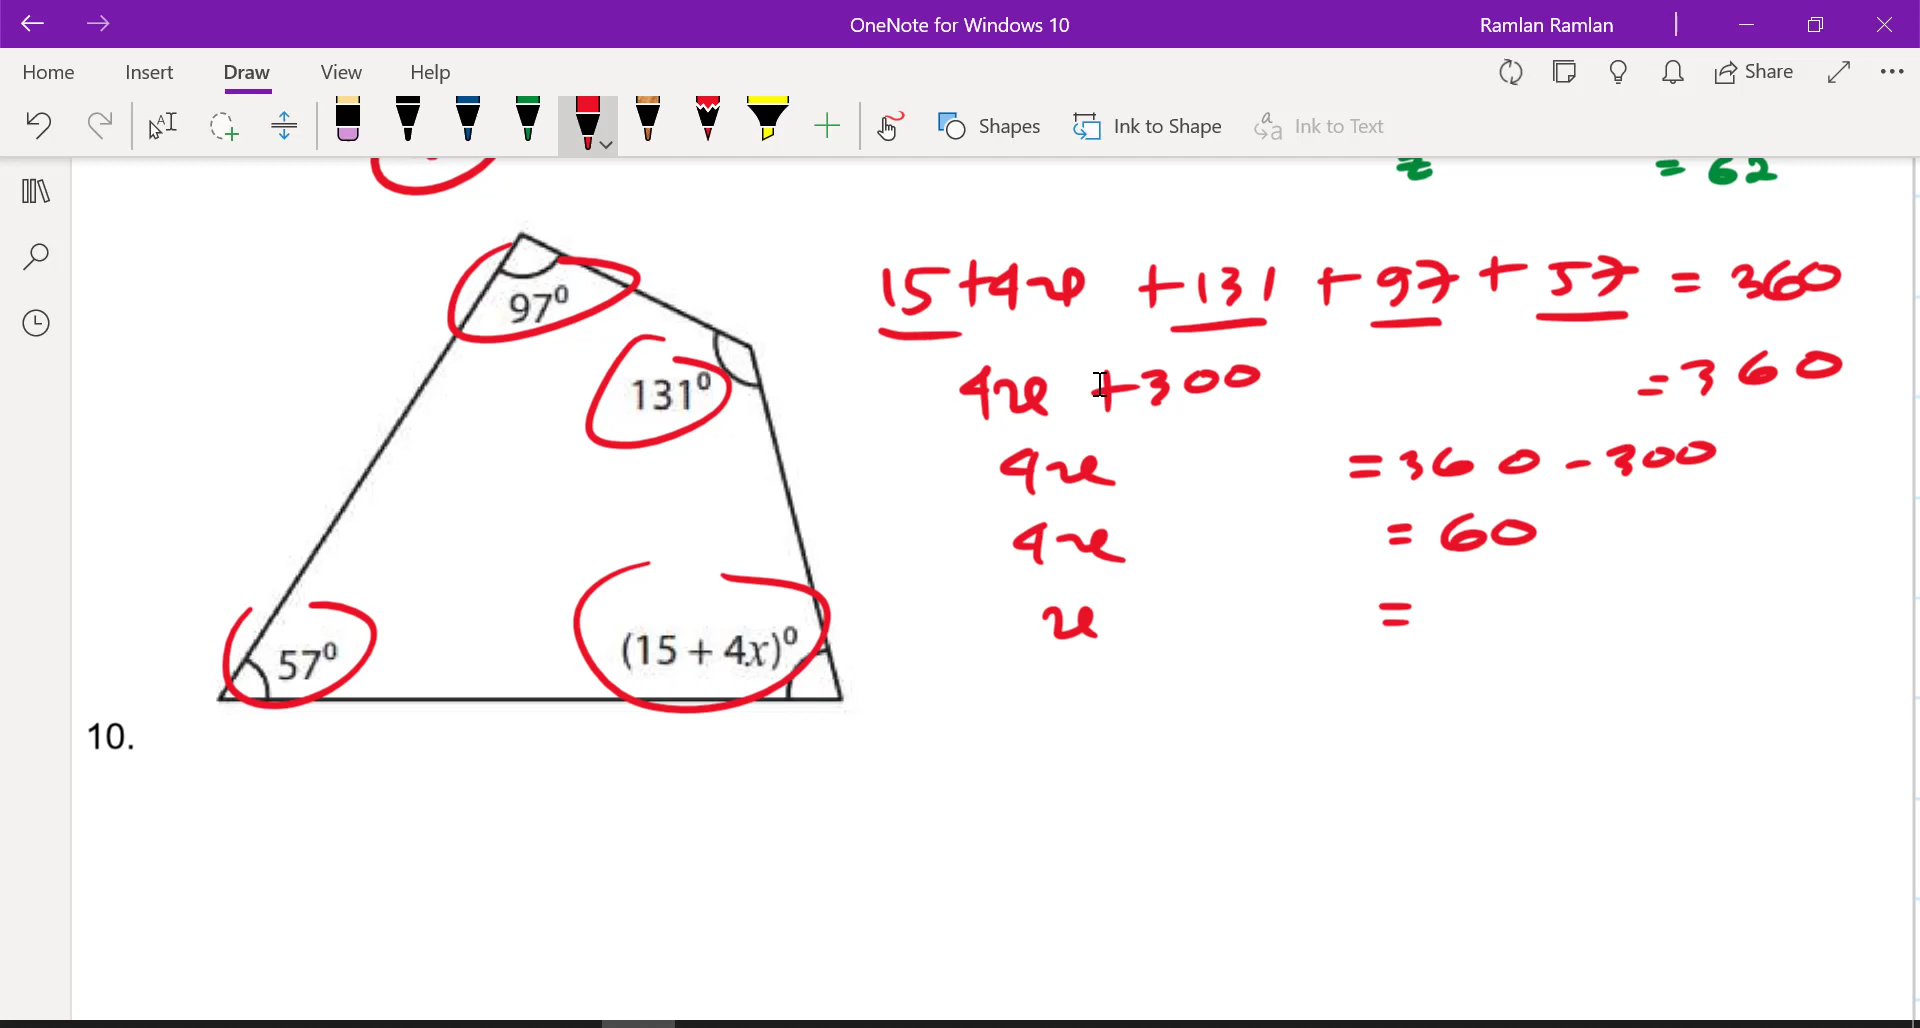 OneNote for Windows 10
Ramlan Ramlan
Home Insert Draw View Help
Share
Shapes Ink to Shape Ink to Text
z = 62
97⁰
15 + 4x + 131 + 97 + 57 = 360
131⁰
4x + 300 = 360
4x = 360 - 300
4x = 60
x =
57⁰
(15 + 4x)⁰
10.